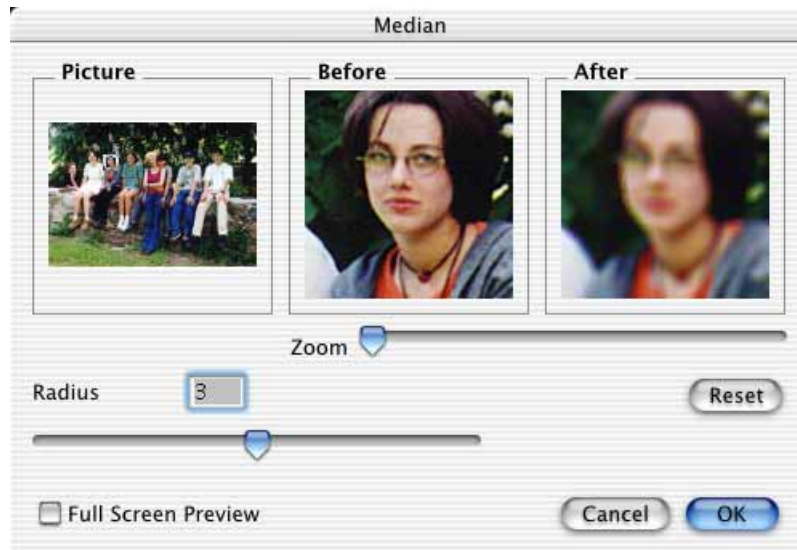 Median
Picture
Before
After
Zoom
Radius
3
Reset
Full Screen Preview
Cancel
OK